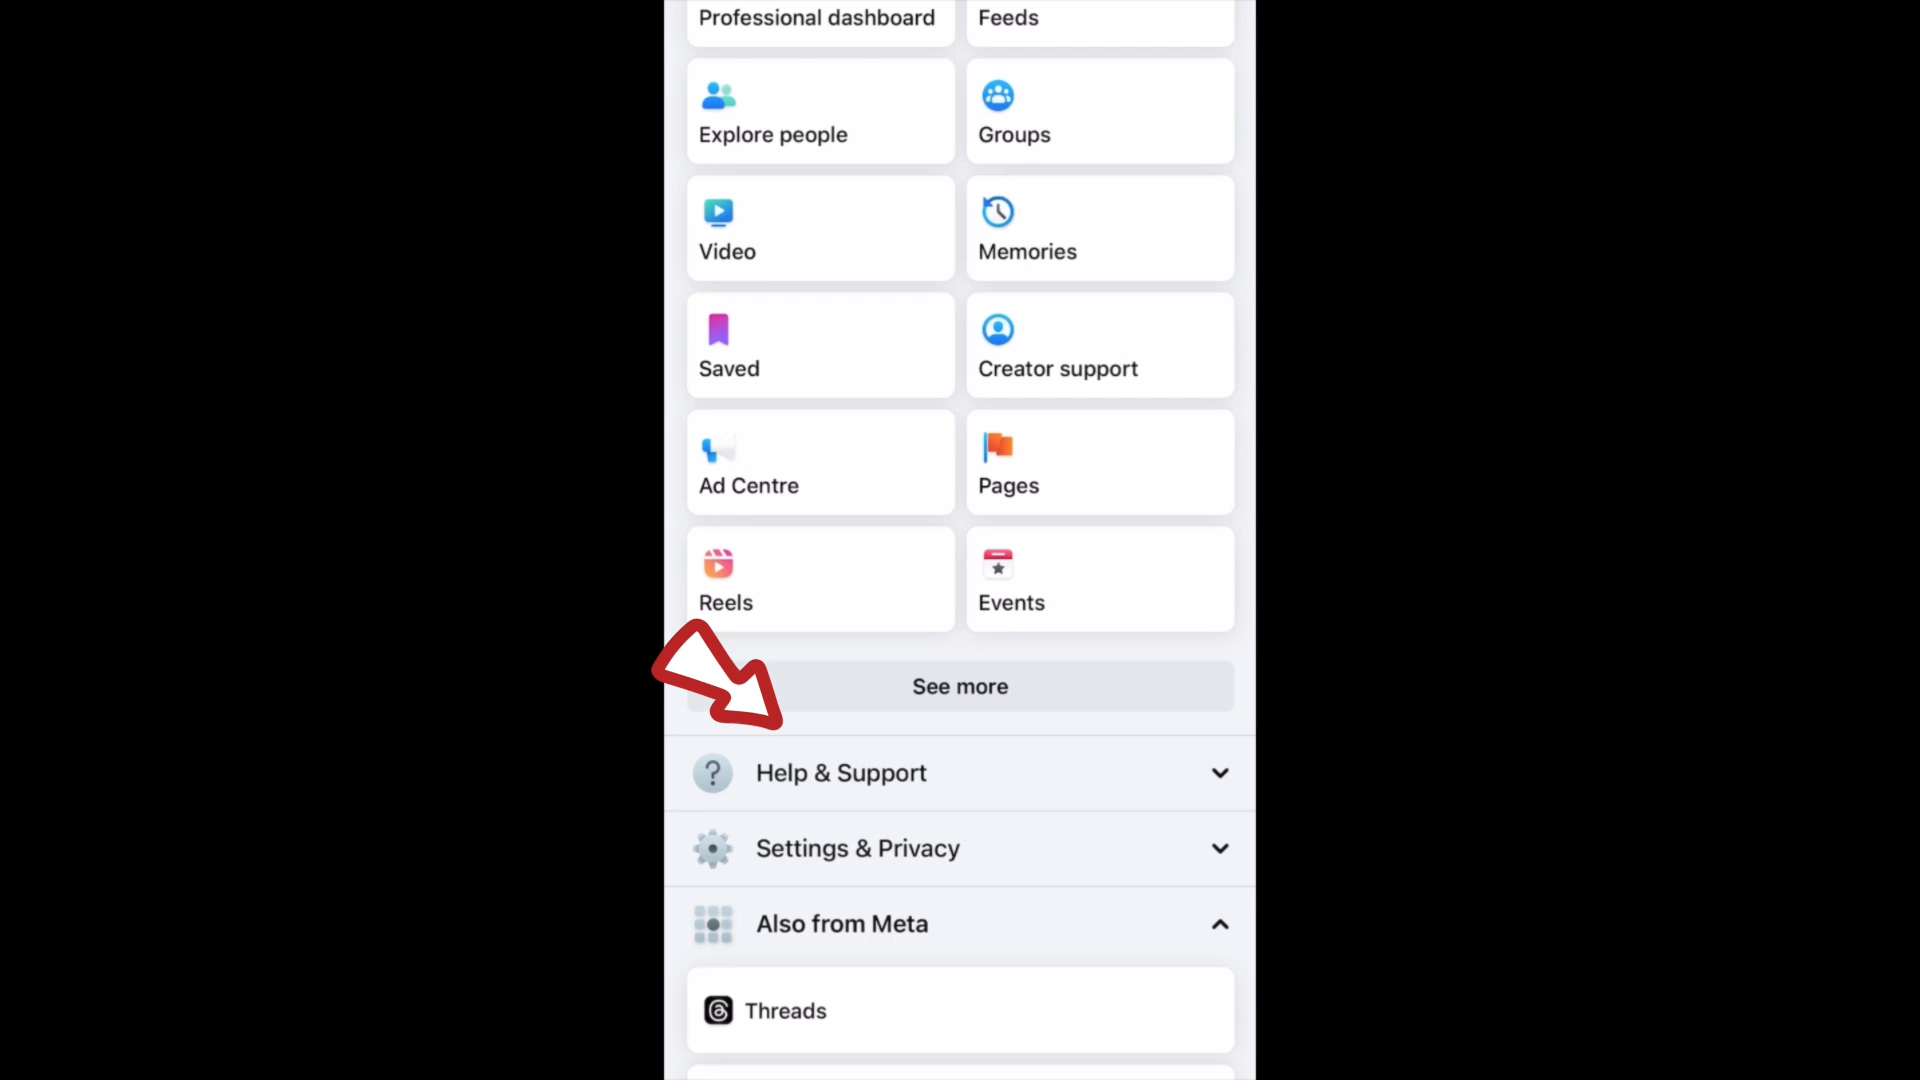 Professional dashboard
Feeds
Explore people
Groups
Video
Memories
Saved
Creator support
Ad Centre
Pages
Reels
Events
See more
Help & Support
Settings & Privacy
Also from Meta
Threads